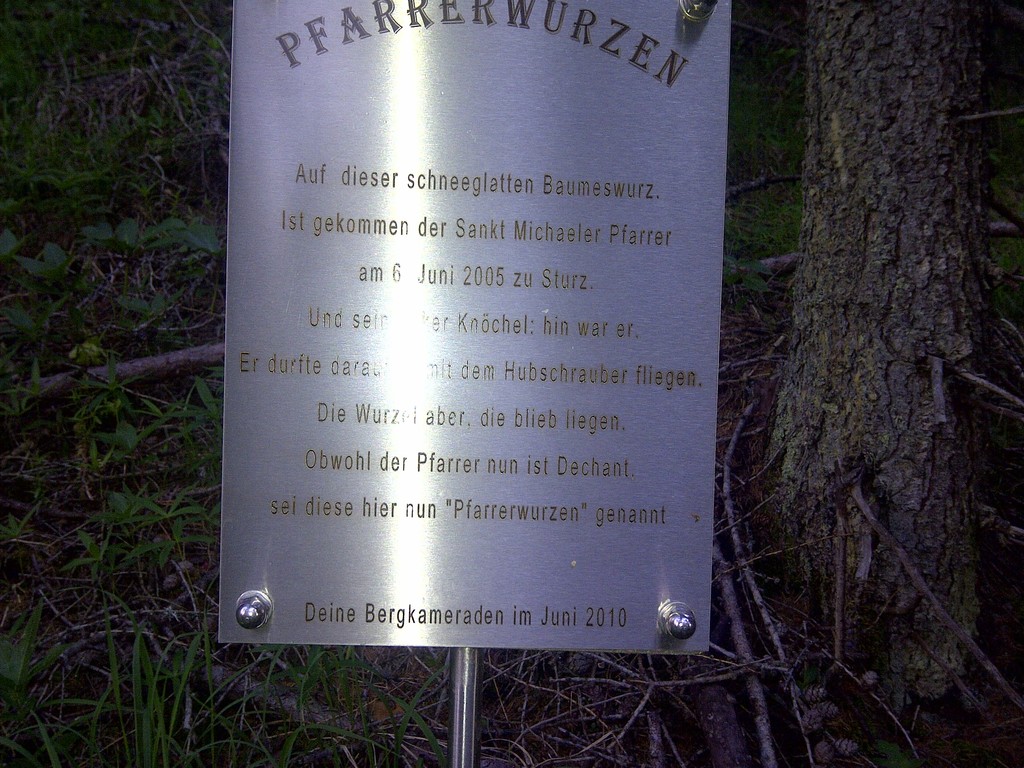 PFARRERWURZEN
Auf dieser schneeglatten Baumeswurz.
Ist gekommen der Sankt Michaeler Pfarrer
am 6 Juni 2005 zu Sturz.
Und sein Knöchel: hin war er.
Er durfte mit dem Hubschrauber fliegen.
Die Wurzel aber, die blieb liegen.
Obwohl der Pfarrer nun ist Dechant,
sei diese hier nun "Pfarrerwurzen" genannt
Deine Bergkameraden im Juni 2010